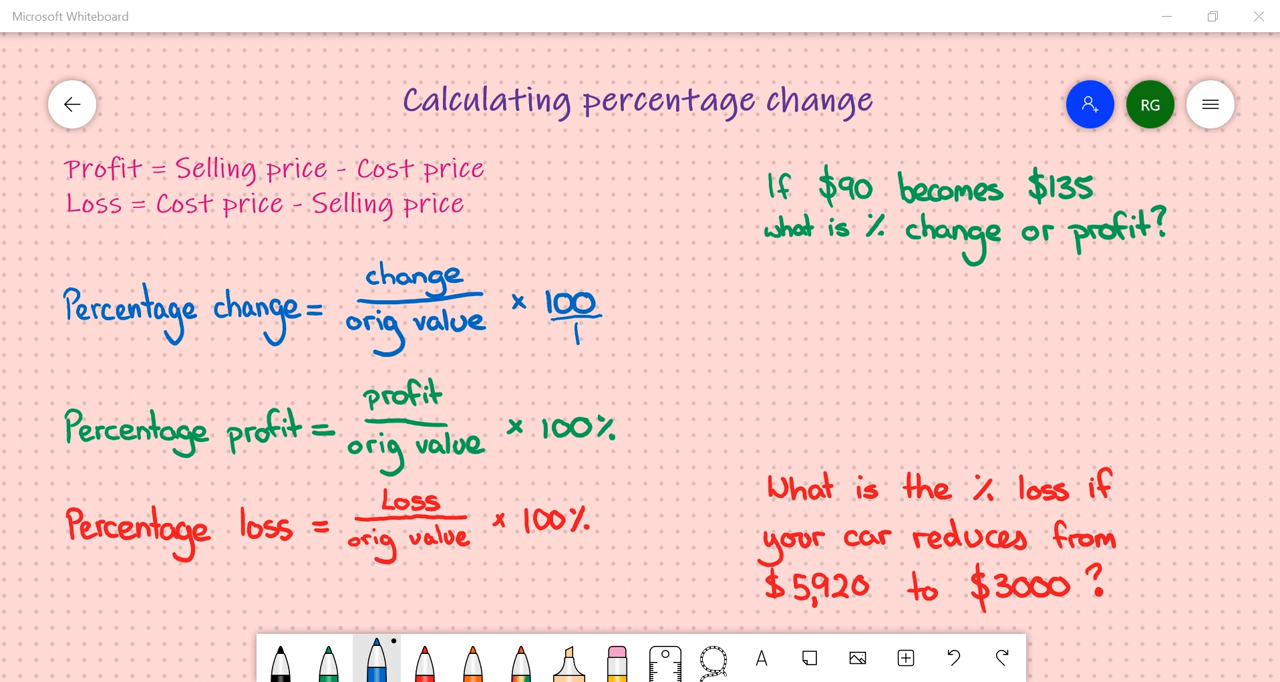 Microsoft Whiteboard
Calculating percentage change
RG
Profit = Selling price - Cost price
Loss = Cost price - Selling price
Percentage change = change / orig value × 100 / 1
Percentage profit = profit / orig value × 100%
Percentage loss = Loss / orig value × 100%
If $90 becomes $135
what is % change or profit?
What is the % loss if
your car reduces from
$5,920 to $3000?
A